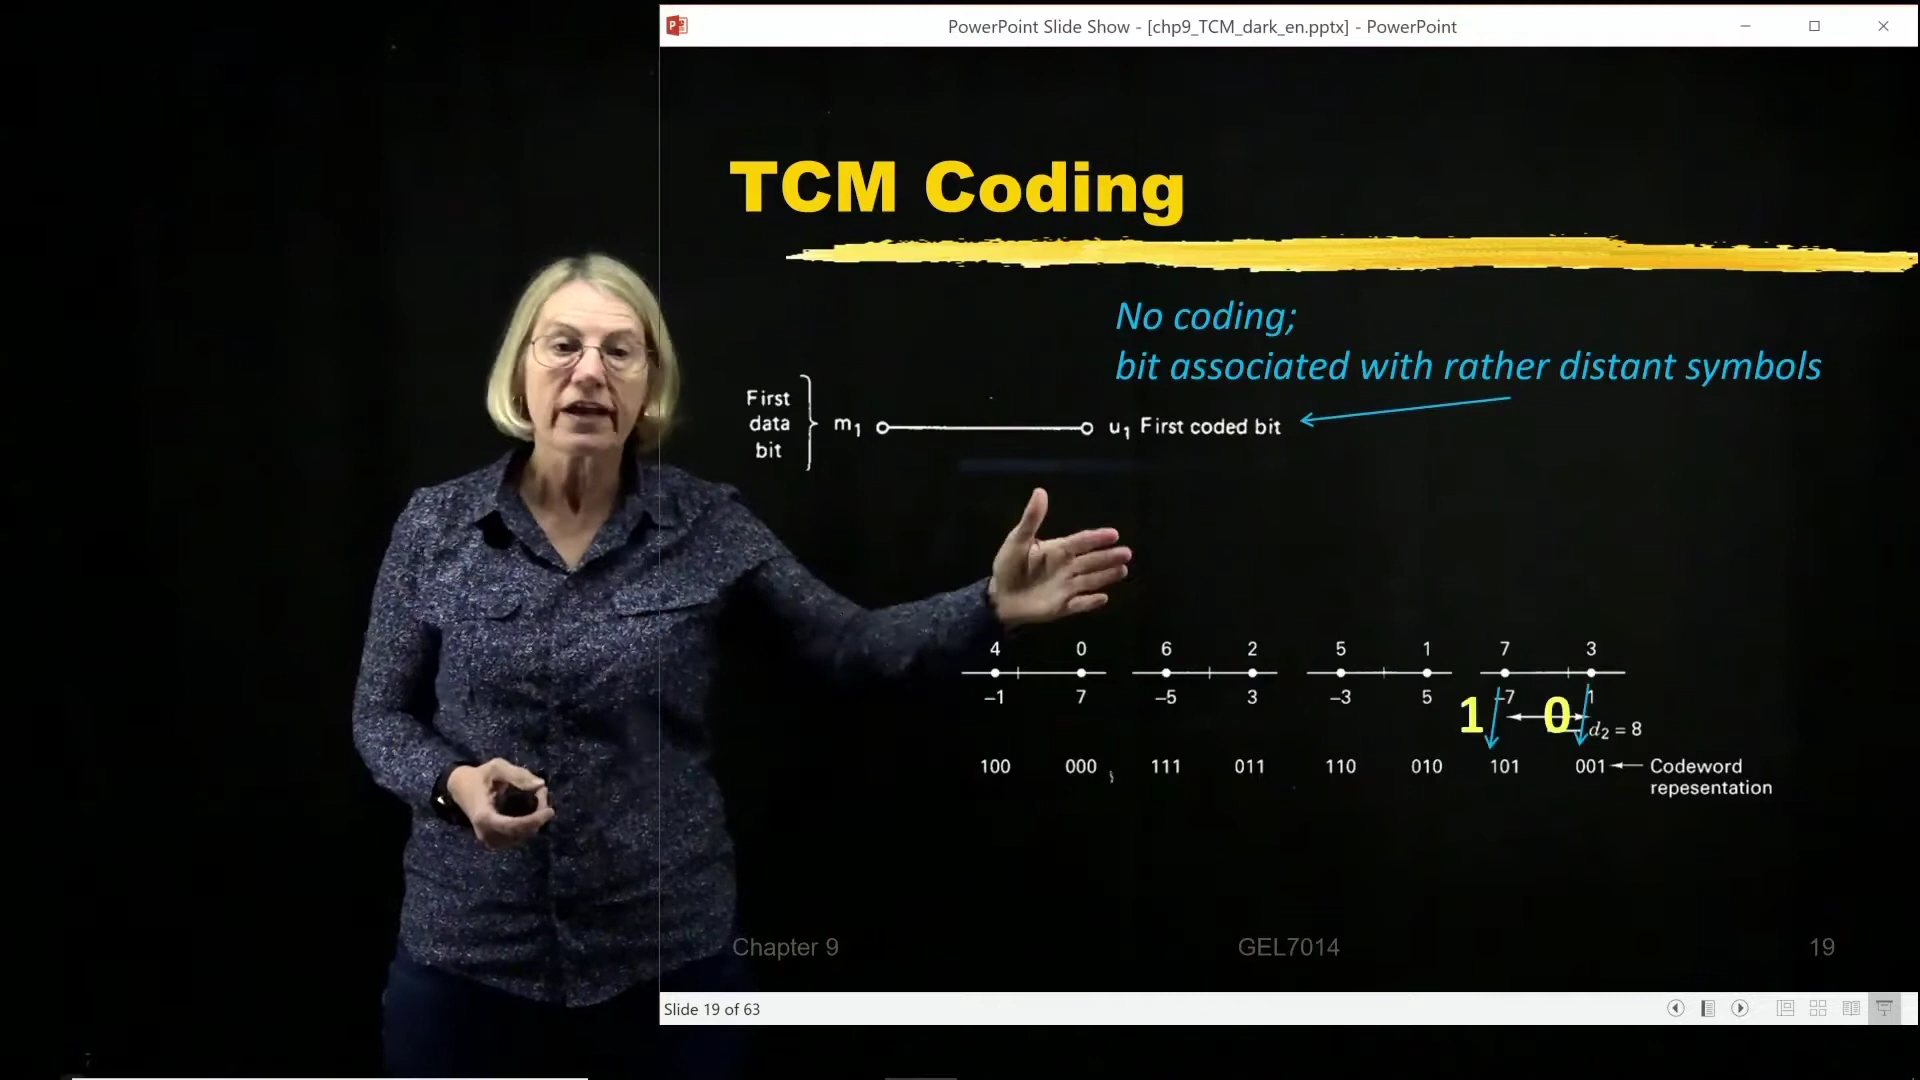 PowerPoint Slide Show - [chp9_TCM_dark_en.pptx] - PowerPoint
TCM Coding
No coding;
bit associated with rather distant symbols
First
data
bit
m1
u1 First coded bit
4 0 6 2 5 1 7 3
–1 7 –5 3 –3 5 –7 1
1 0
d2 = 8
100 000 111 011 110 010 101 001
Codeword
repesentation
Chapter 9 GEL7014 19
Slide 19 of 63